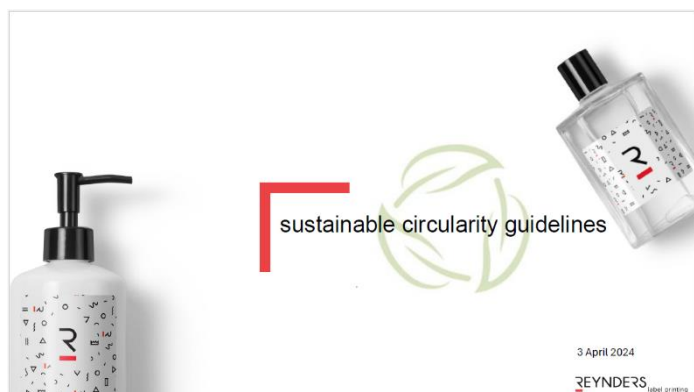 sustainable circularity guidelines
3 April 2024
REYNDERS
label printing